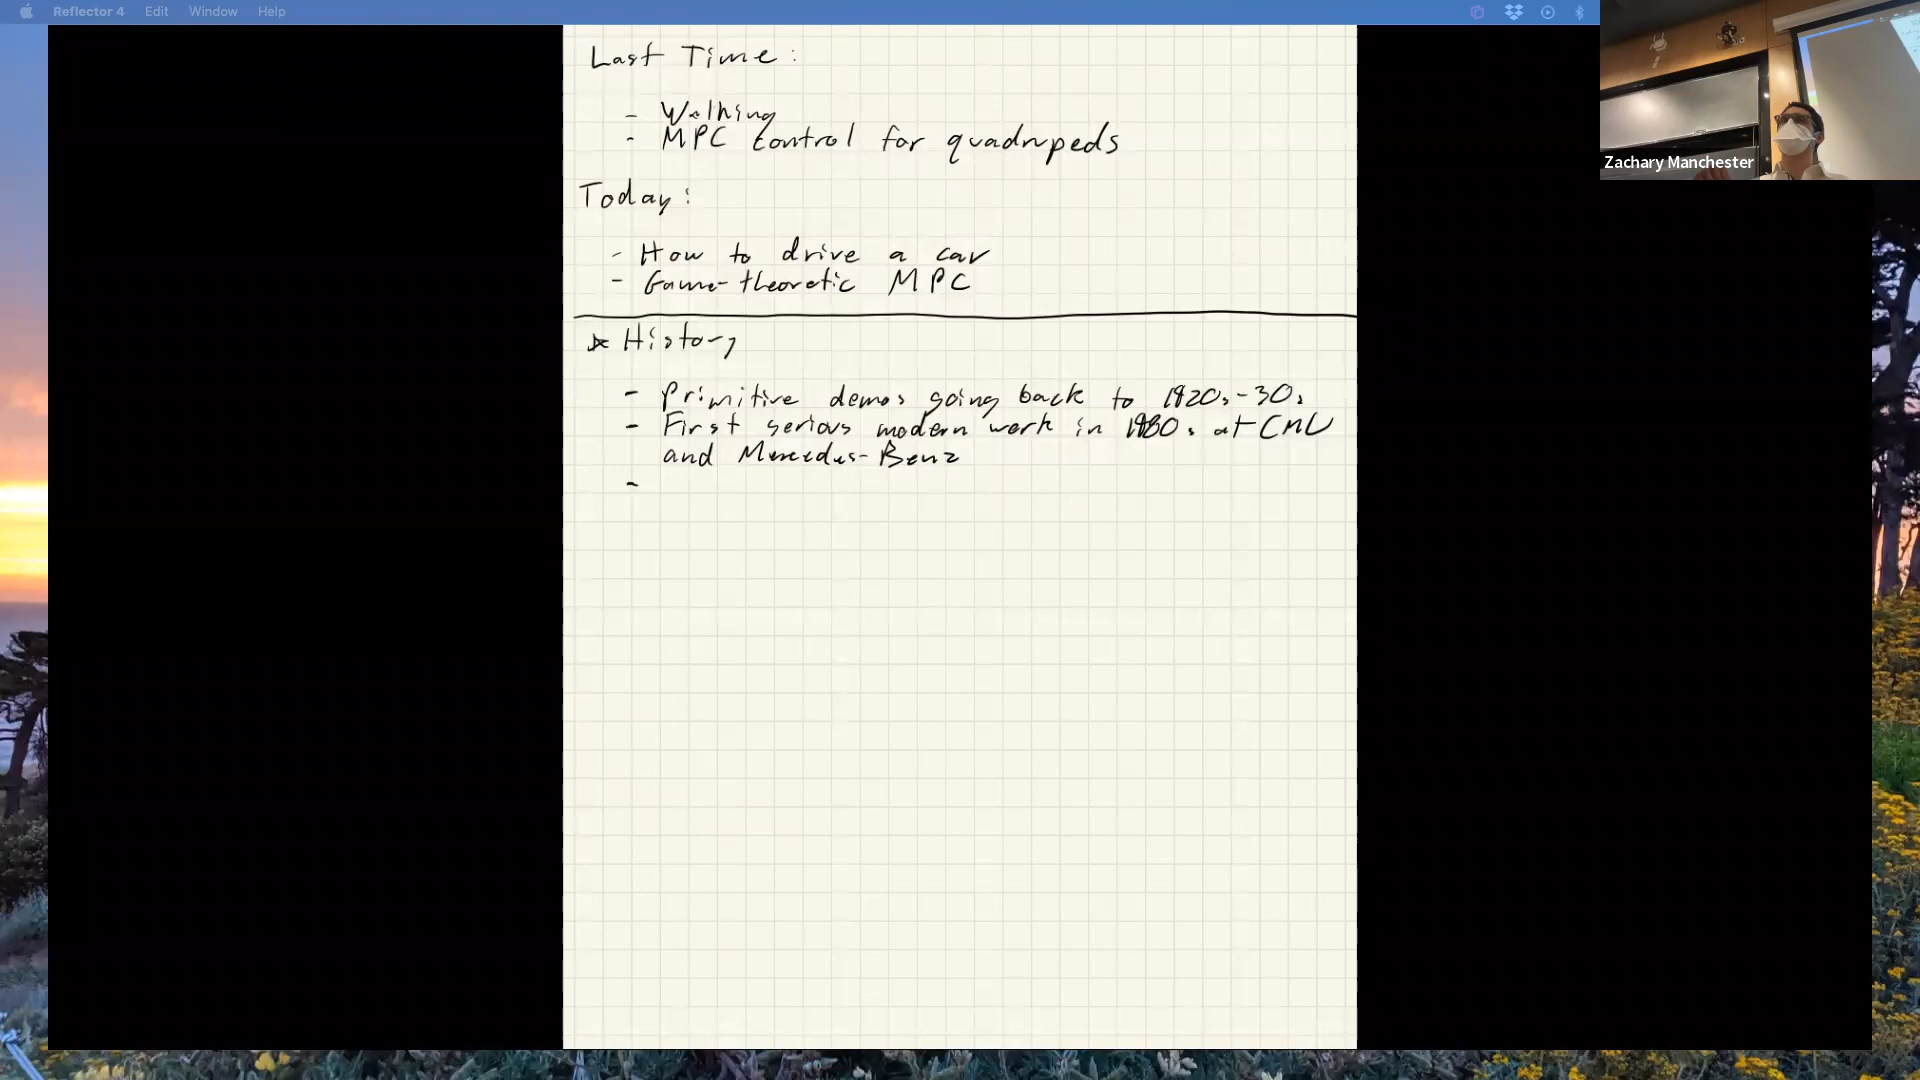 Reflector 4 Edit Window Help
Zachary Manchester
Last Time:
- Walking
- MPC control for quadrupeds
Today:
- How to drive a car
- Game-theoretic MPC
* History
- Primitive demos going back to 1920s-30s
- First serious modern work in 1980s at CMU
and Mercedes-Benz
-